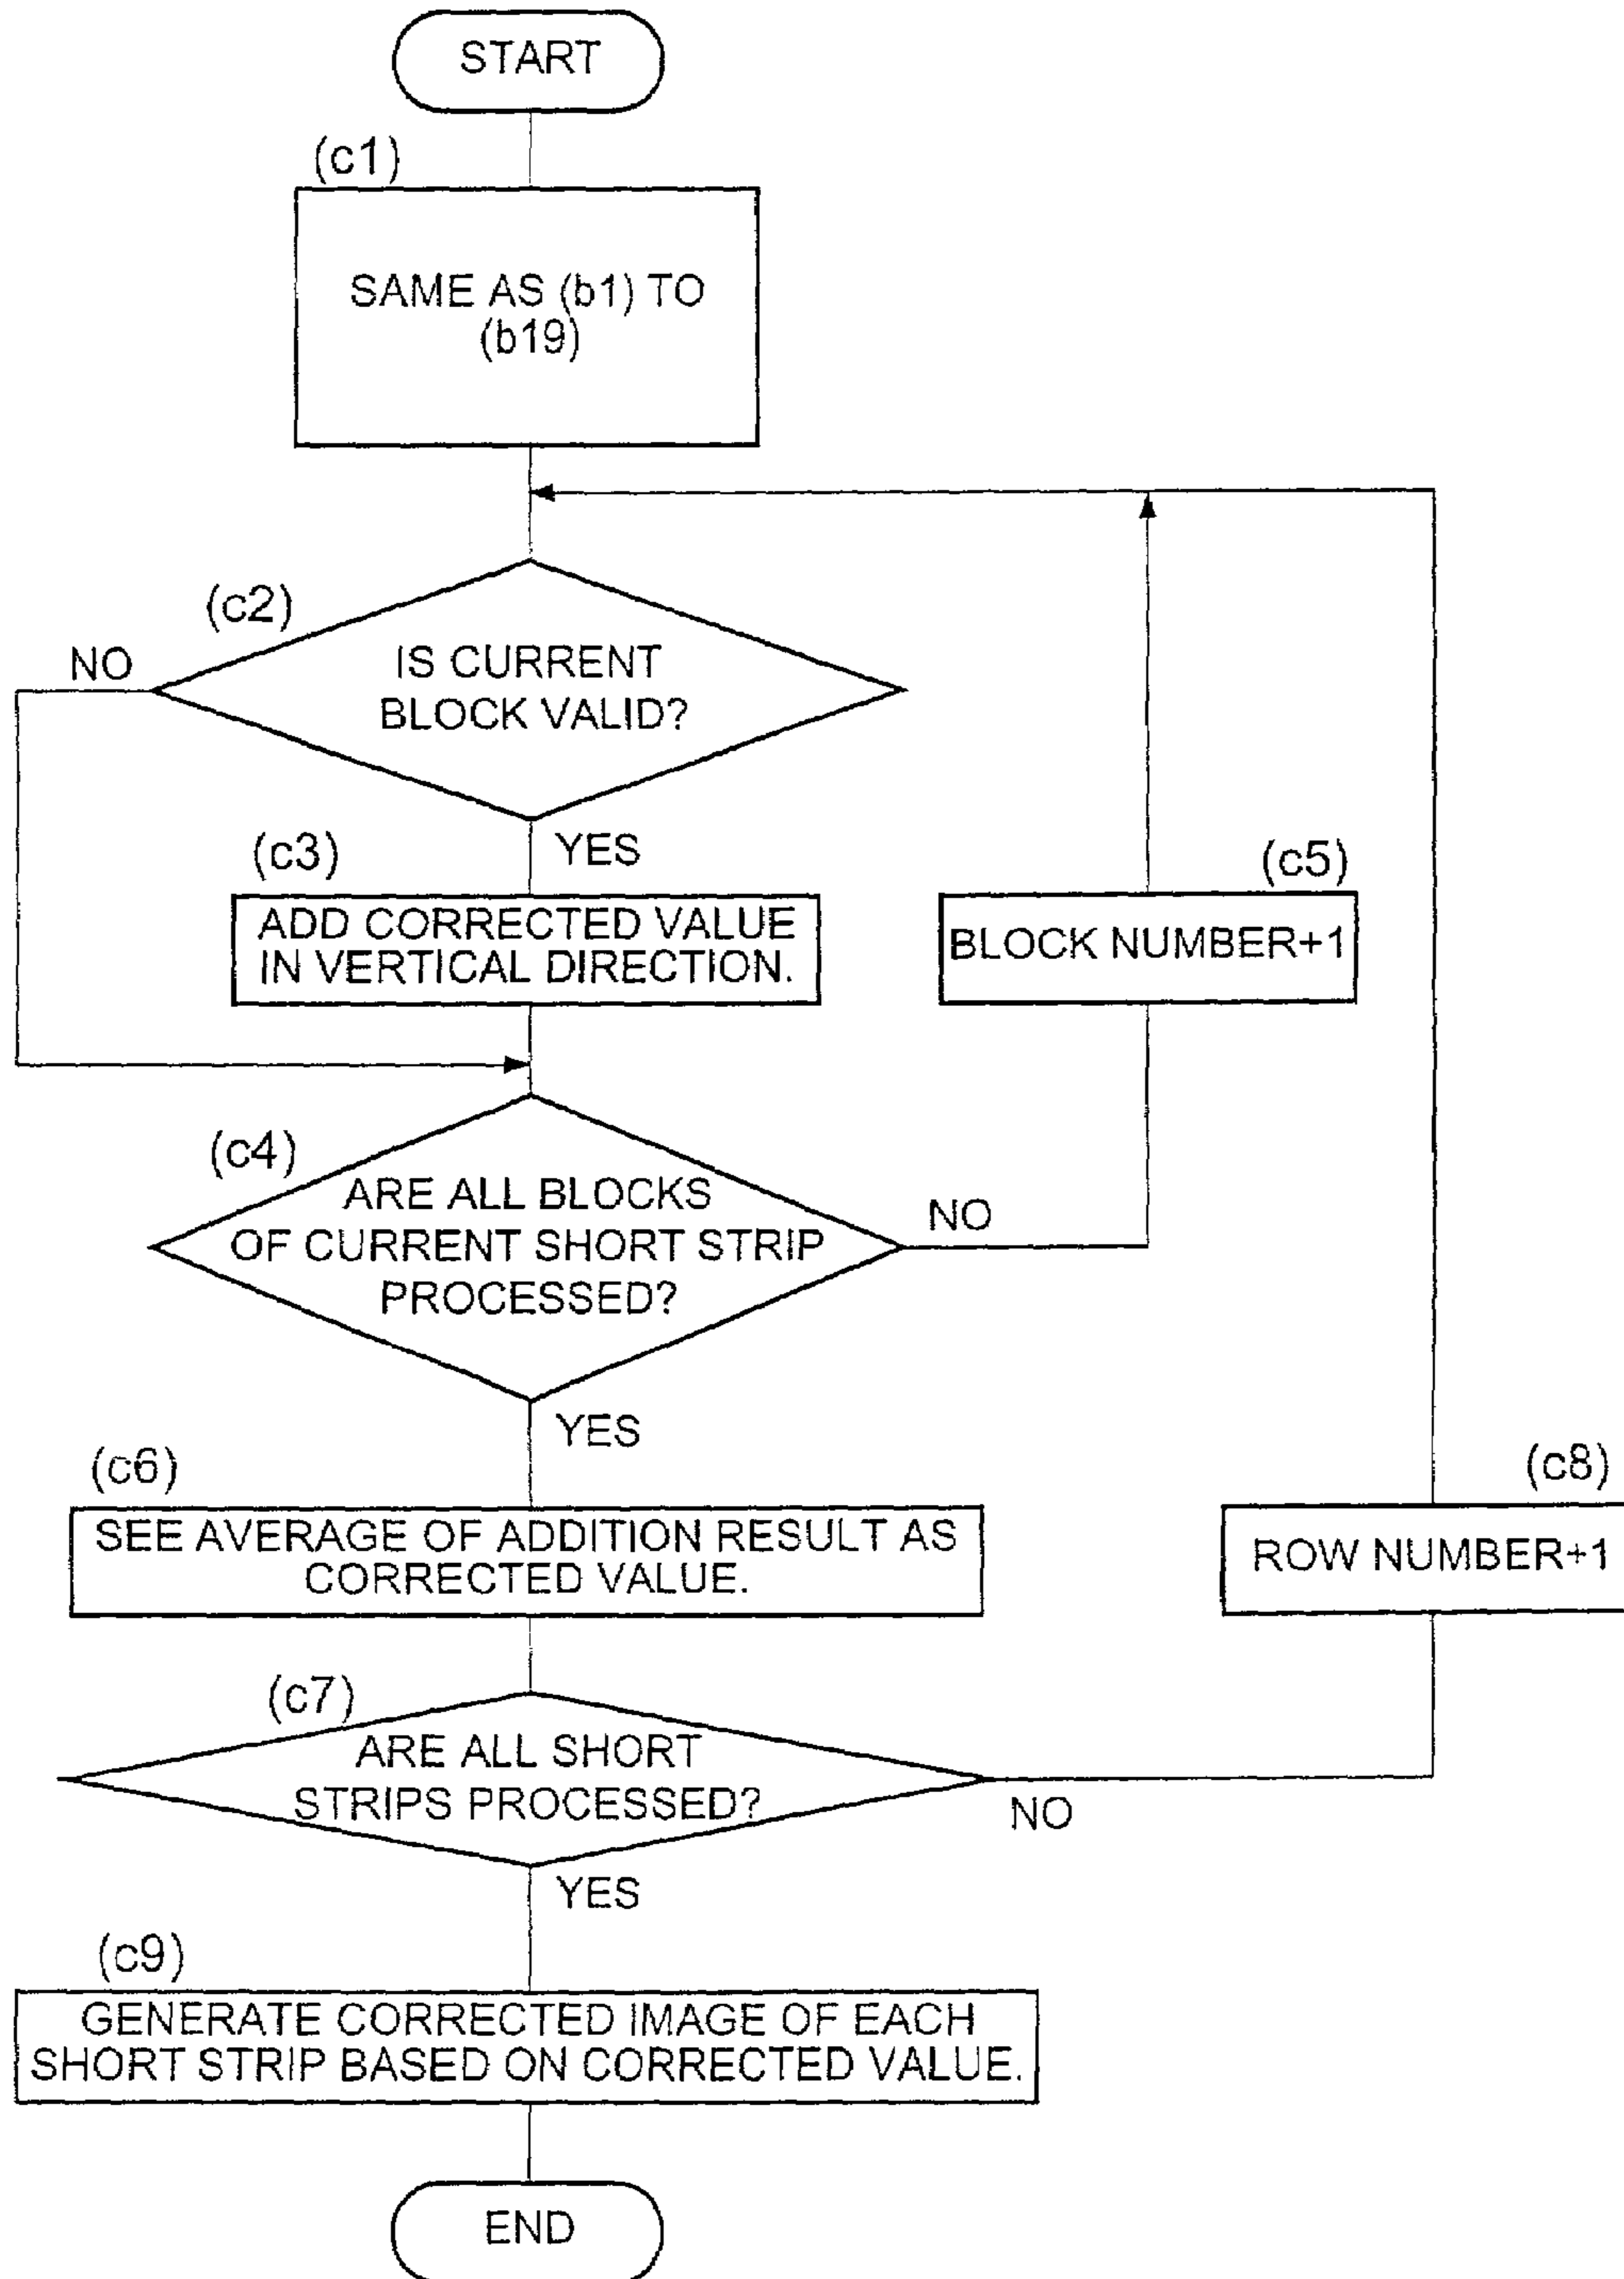 START
(c1)
SAME AS (b1) TO
(b19)
(c2)
NO
IS CURRENT
BLOCK VALID?
YES
(c3)
ADD CORRECTED VALUE
IN VERTICAL DIRECTION.
(c5)
BLOCK NUMBER+1
(c4)
ARE ALL BLOCKS
OF CURRENT SHORT STRIP
PROCESSED?
NO
YES
(c6)
SEE AVERAGE OF ADDITION RESULT AS
CORRECTED VALUE.
(c8)
ROW NUMBER+1
(c7)
ARE ALL SHORT
STRIPS PROCESSED?
NO
YES
(c9)
GENERATE CORRECTED IMAGE OF EACH
SHORT STRIP BASED ON CORRECTED VALUE.
END